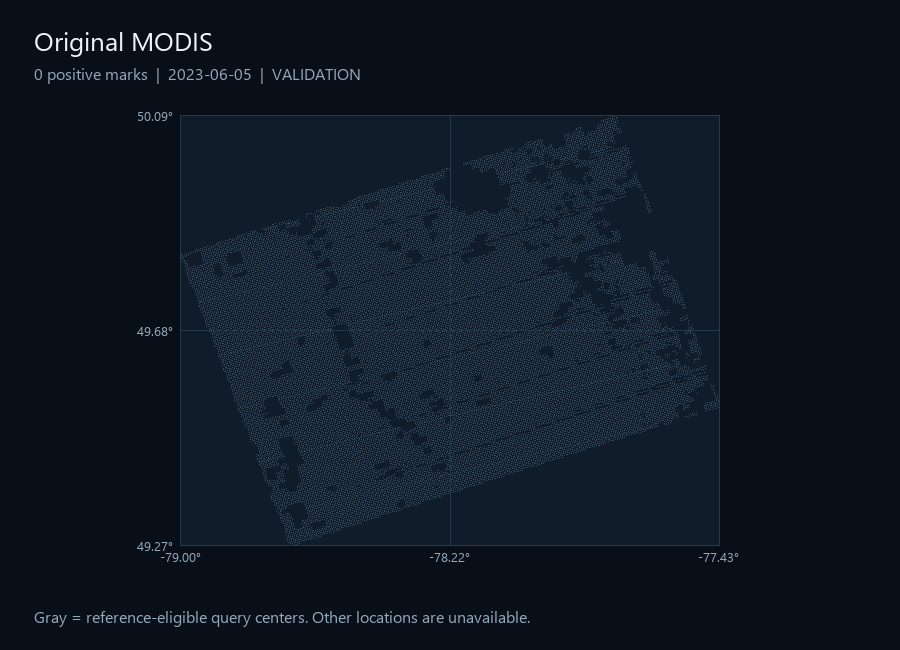 Original MODIS
0 positive marks | 2023-06-05 | VALIDATION
50.09°
49.68°
49.27°
-79.00° -78.22° -77.43°
Gray = reference-eligible query centers. Other locations are unavailable.